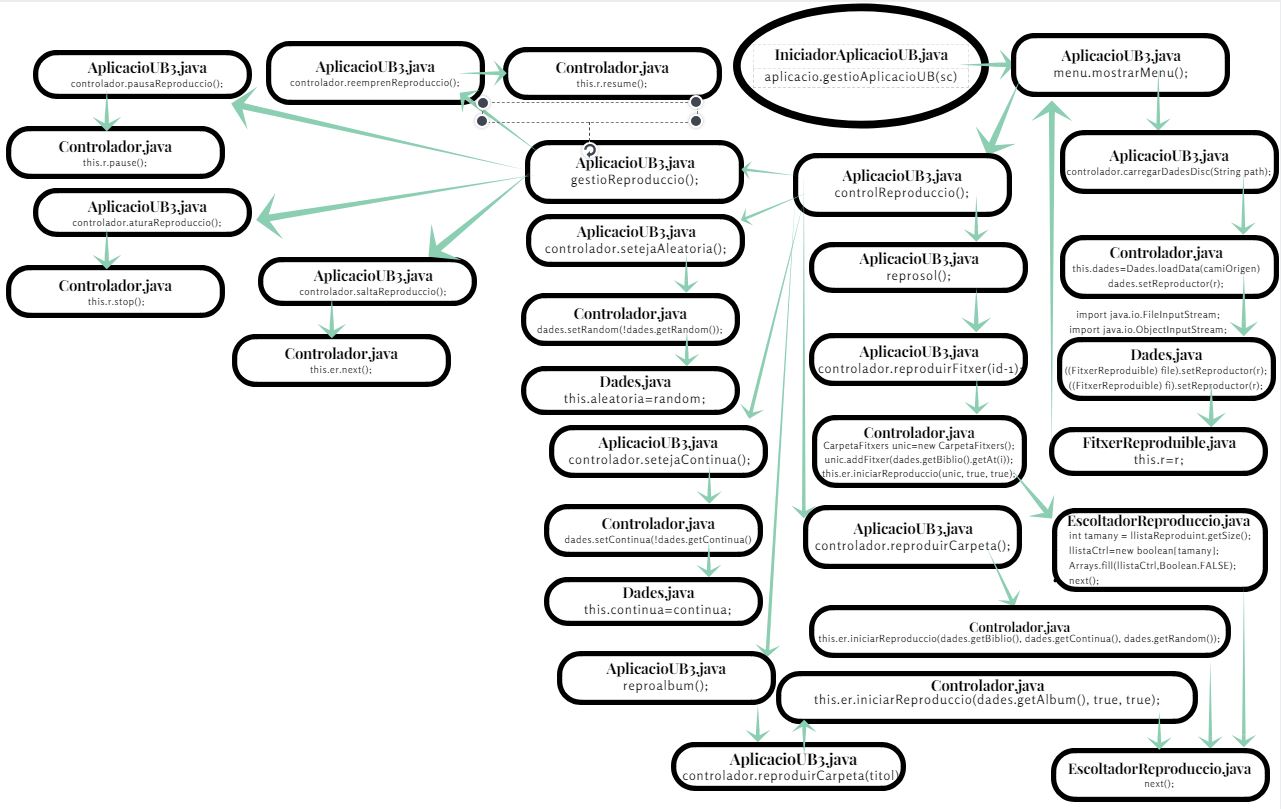 IniciadorAplicacioUB.java
aplicacio.gestioAplicacioUB(sc)
AplicacioUB3.java
menu.mostrarMenu();
AplicacioUB3.java
controlador.pausaReproduccio();
AplicacioUB3.java
controlador.reemprenReproduccio();
Controlador.java
this.r.resume();
Controlador.java
this.r.pause();
AplicacioUB3.java
controlador.aturaReproduccio();
Controlador.java
this.r.stop();
AplicacioUB3.java
controlador.saltaReproduccio();
Controlador.java
this.er.next();
AplicacioUB3.java
gestioReproduccio();
AplicacioUB3.java
controlador.setejaAleatoria();
Controlador.java
dades.setRandom(!dades.getRandom());
Dades.java
this.aleatoria=random;
AplicacioUB3.java
controlador.setejaContinua();
Controlador.java
dades.setContinua(!dades.getContinua()
Dades.java
this.continua=continua;
AplicacioUB3.java
reproalbum();
AplicacioUB3.java
controlador.reproduirCarpeta(titol)
AplicacioUB3.java
controlReproduccio();
AplicacioUB3.java
reprosol();
AplicacioUB3.java
controlador.reproduirFitxer(id-1);
Controlador.java
CarpetaFitxers unic=new CarpetaFitxers();
unic.addFitxer(dades.getBiblio().getAt(i));
this.er.iniciarReproduccio(unic, true, true);
AplicacioUB3.java
controlador.reproduirCarpeta();
Controlador.java
this.er.iniciarReproduccio(dades.getBiblio(), dades.getContinua(), dades.getRandom());
Controlador.java
this.er.iniciarReproduccio(dades.getAlbum(), true, true);
AplicacioUB3.java
controlador.carregarDadesDisc(String path);
Controlador.java
this.dades=Dades.loadData(camiOrigen)
dades.setReproductor(r);
import java.io.FileInputStream;
import java.io.ObjectInputStream;
Dades.java
((FitxerReproduible) file).setReproductor(r);
((FitxerReproduible) fi).setReproductor(r);
FitxerReproduible.java
this.r=r;
EscoltadorReproduccio.java
int tamany = llistaReproduint.getSize();
llistaCtrl=new boolean[tamany];
Arrays.fill(llistaCtrl,Boolean.FALSE);
next();
EscoltadorReproduccio.java
next();